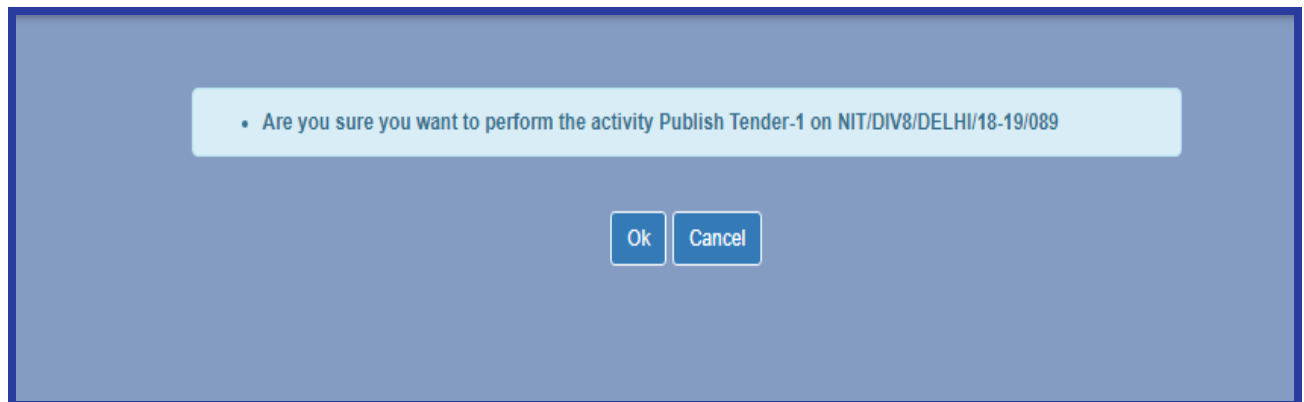 Are you sure you want to perform the activity Publish Tender-1 on NIT/DIV8/DELHI/18-19/089
Ok Cancel